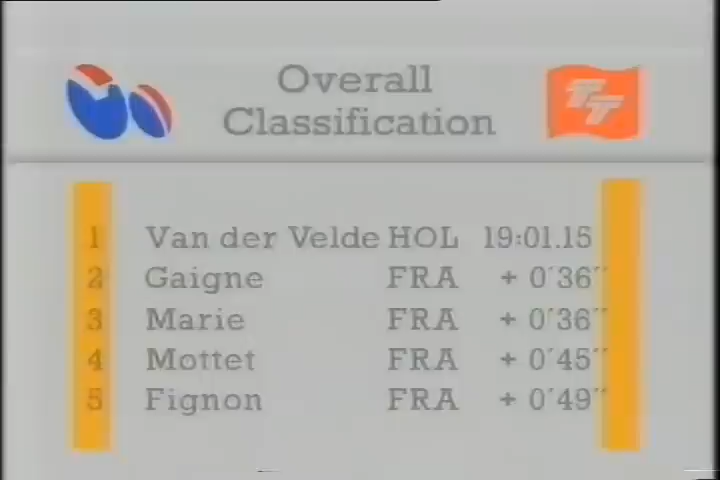 Overall
Classification
TT
1 Van der Velde HOL 19:01.15
2 Gaigne FRA + 0'36"
3 Marie FRA + 0'36"
4 Mottet FRA + 0'45"
5 Fignon FRA + 0'49"